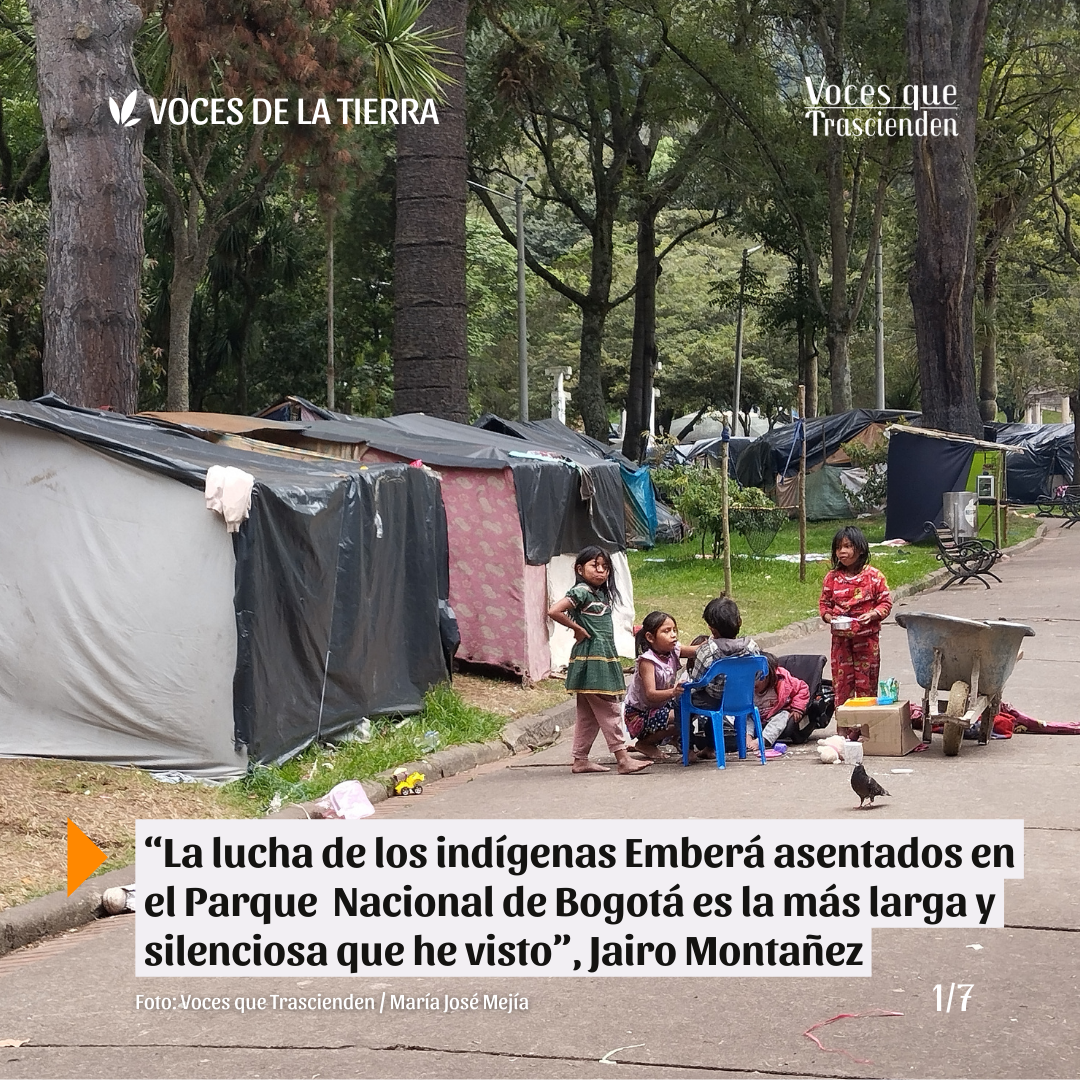 VOCES DE LA TIERRA
Voces que
Trascienden
“La lucha de los indígenas Emberá asentados en
el Parque  Nacional de Bogotá es la más larga y
silenciosa que he visto”, Jairo Montañez
Foto: Voces que Trascienden / María José Mejía
1/7